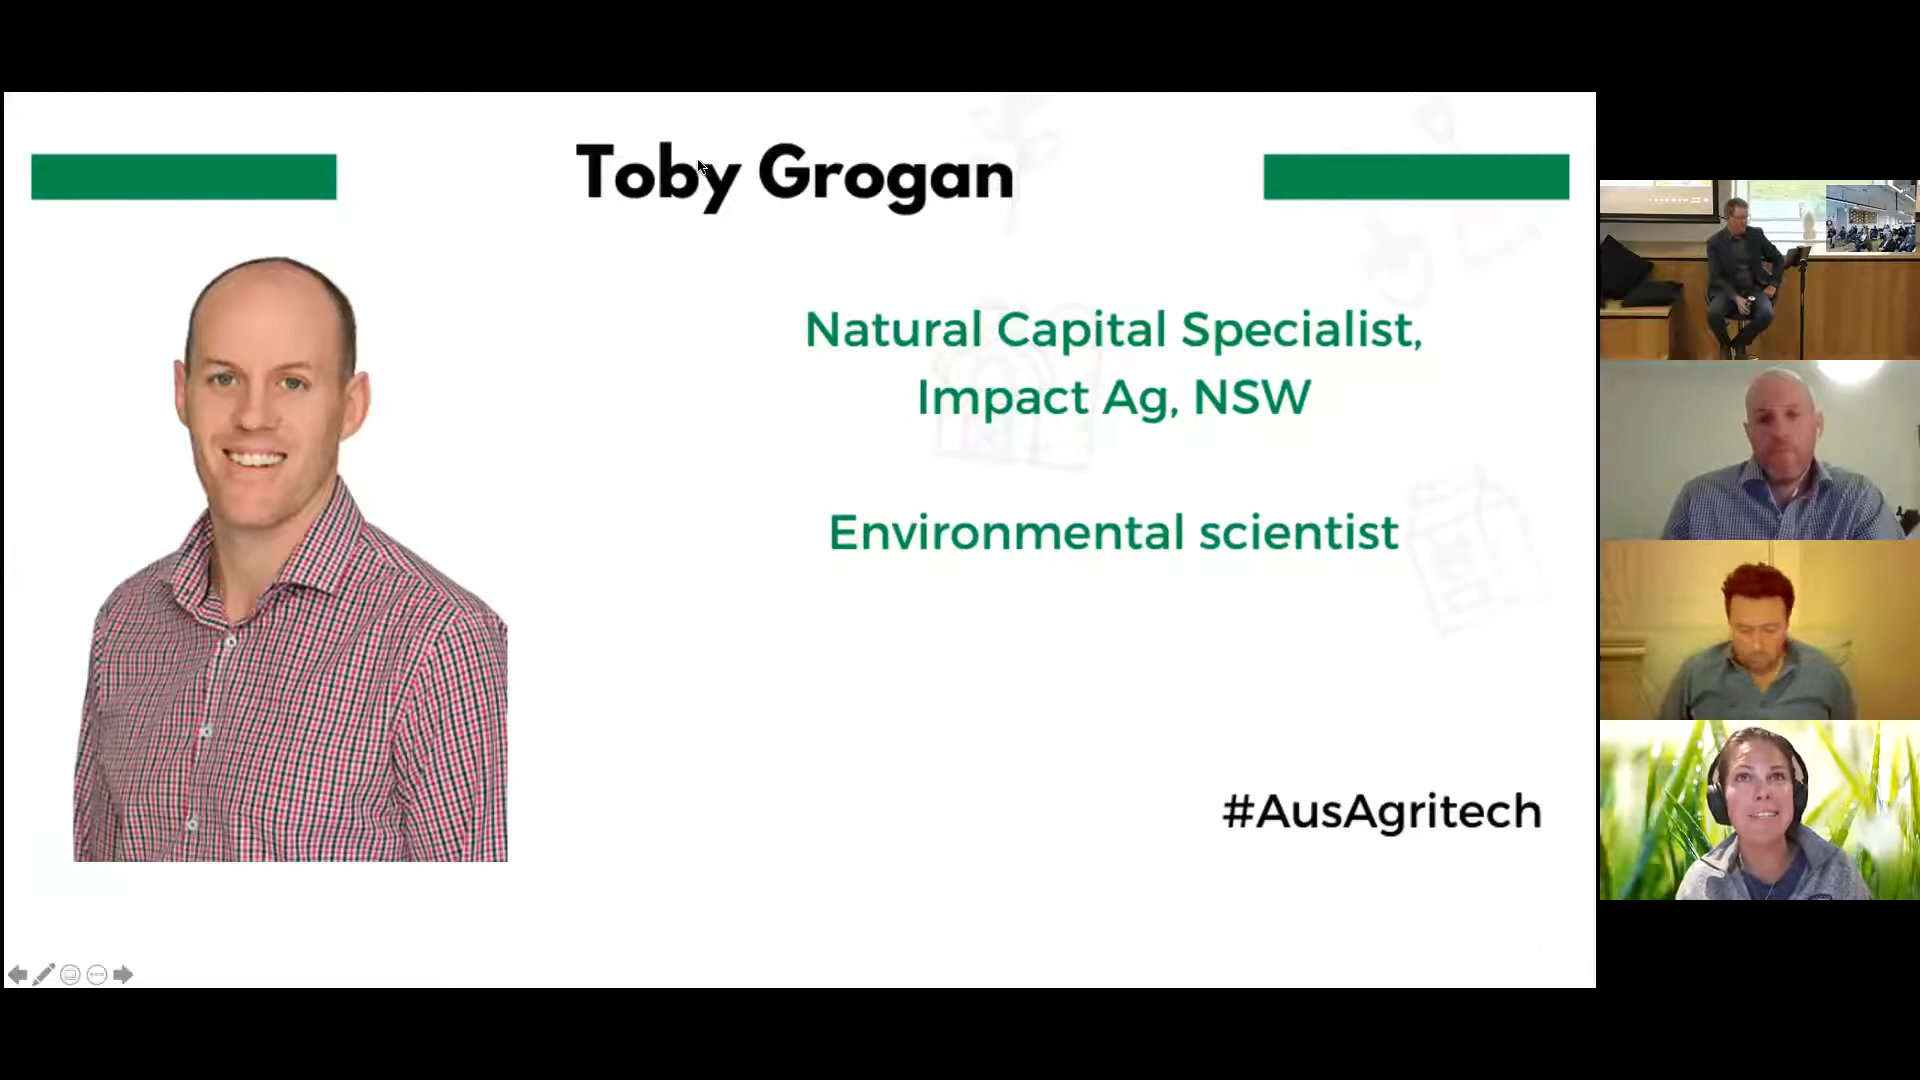 Toby Grogan
Natural Capital Specialist,
Impact Ag, NSW
Environmental scientist
#AusAgritech